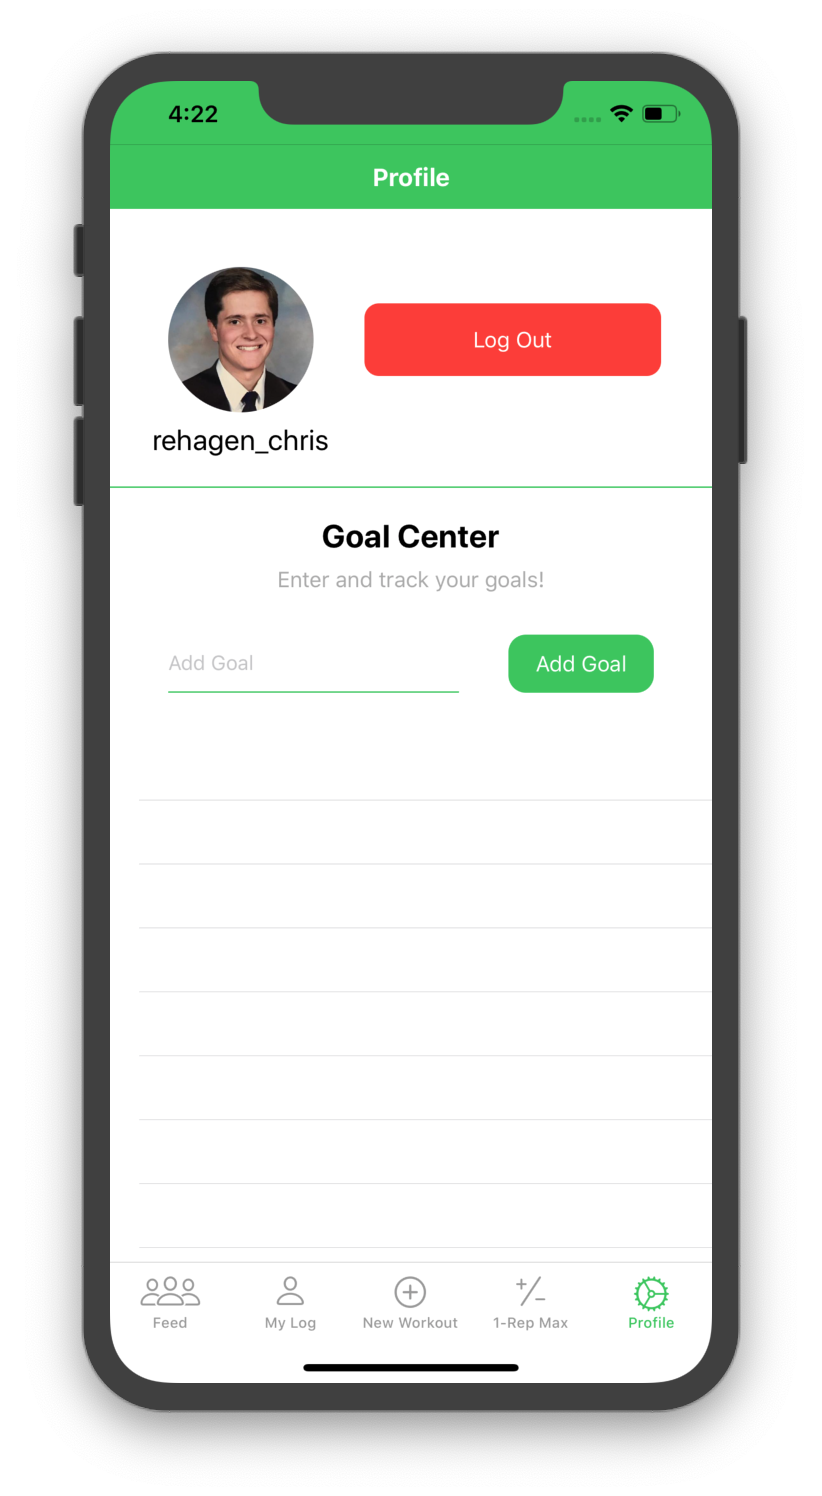 4:22
Profile
Log Out
rehagen_chris
Goal Center
Enter and track your goals!
Add Goal
Add Goal
Feed
My Log
New Workout
1-Rep Max
Profile